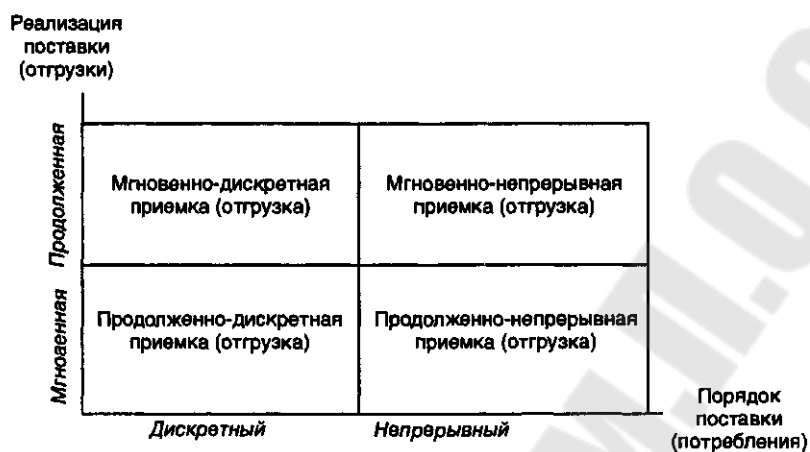 Реализация
поставки
(отгрузки)
Продолженная
Мгновенно-дискретная
приемка (отгрузка)
Мгновенно-непрерывная
приемка (отгрузка)
Мгноаенная
Продолженно-дискретная
приемка (отгрузка)
Продолженно-непрерывная
приемка (отгрузка)
Дискретный
Непрерывный
Порядок
поставки
(потребления)